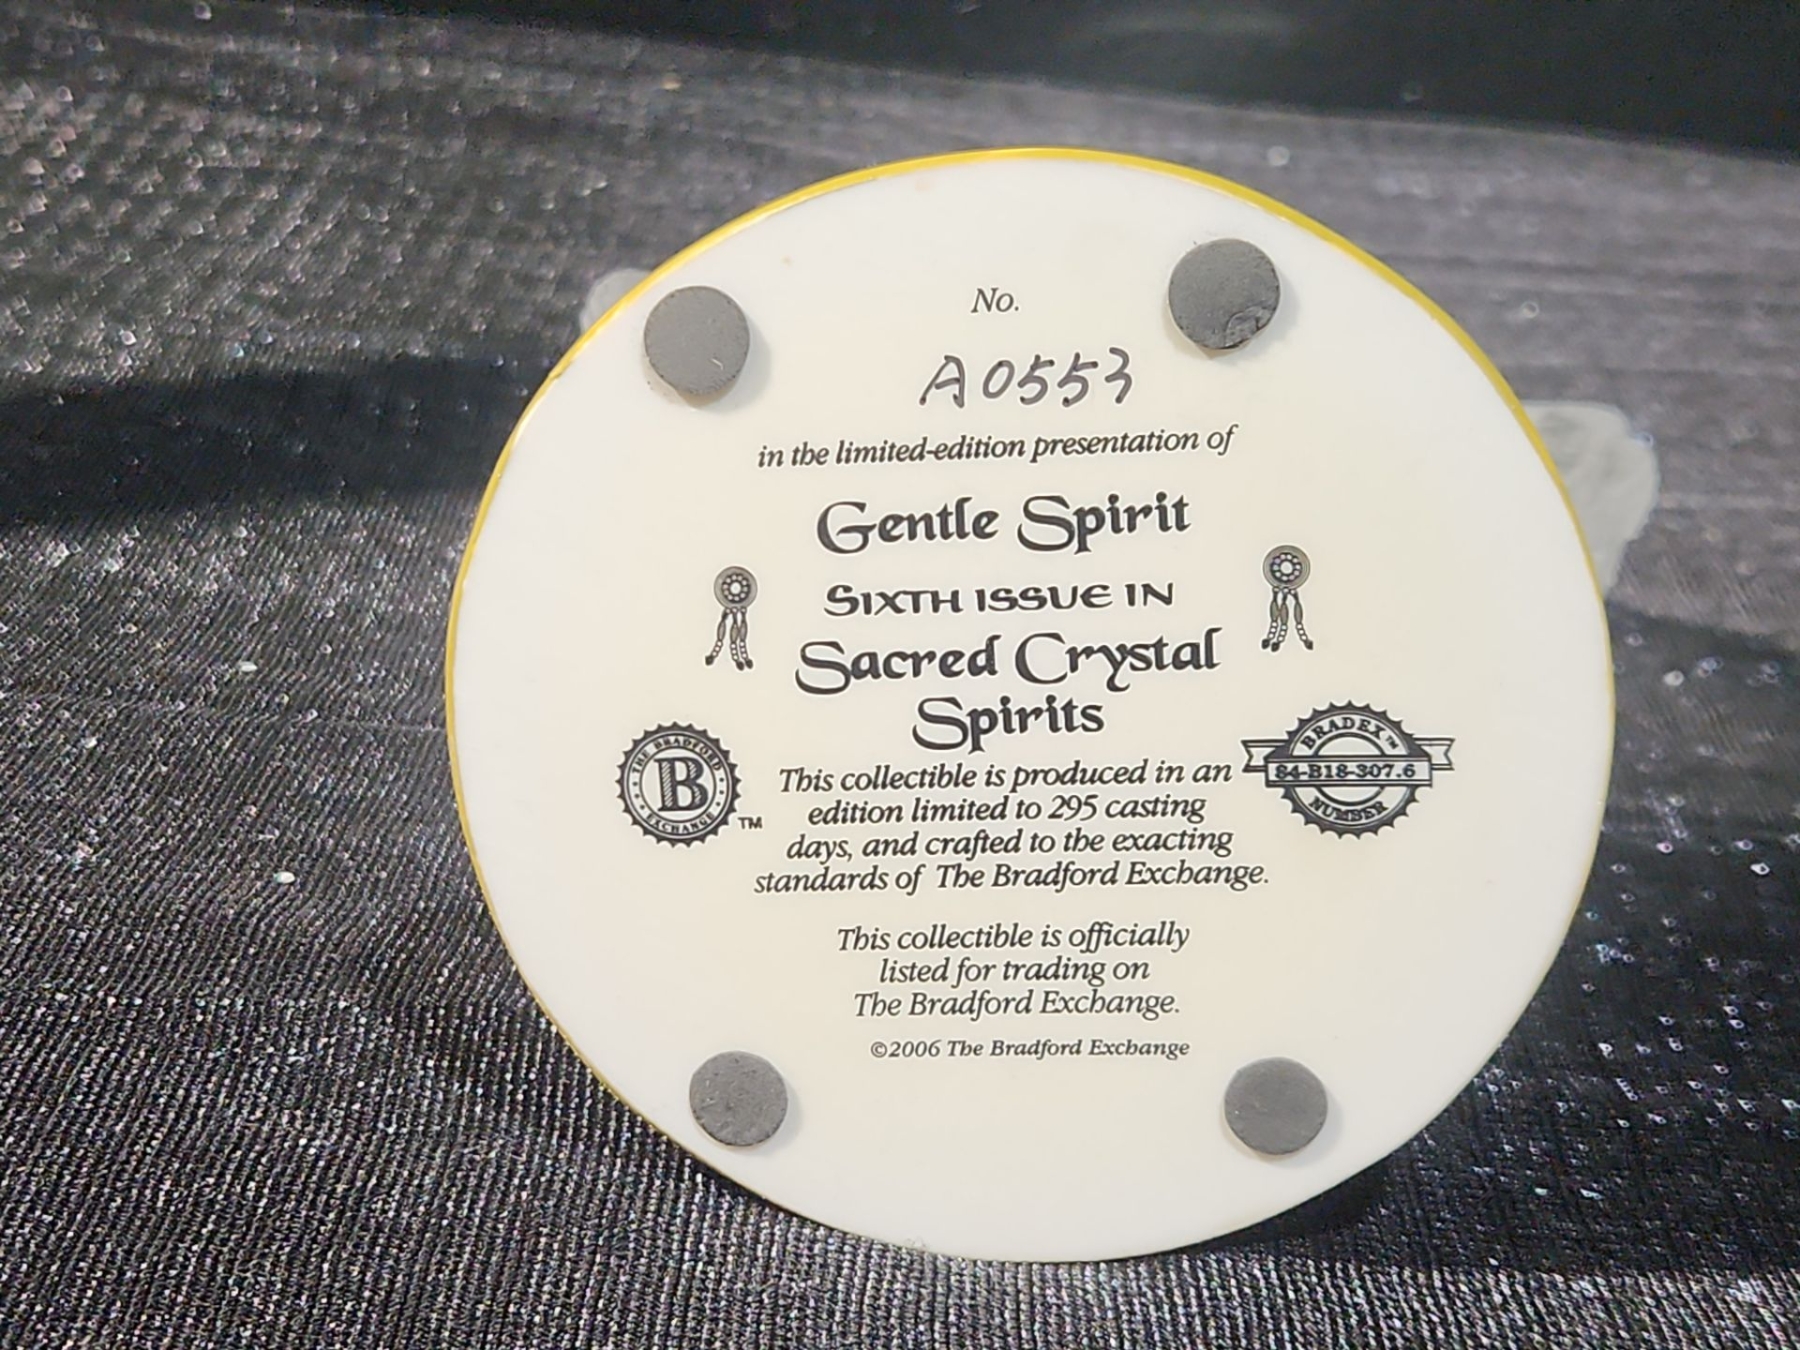 No.
A0553
in the limited-edition presentation of
Gentle Spirit
SIXTH ISSUE IN
Sacred Crystal
Spirits
THE BRADFORD
B
EXCHANGE
TM
BRADEX™
84-B18-307.6
NUMBER
This collectible is produced in an
edition limited to 295 casting
days, and crafted to the exacting
standards of The Bradford Exchange.
This collectible is officially
listed for trading on
The Bradford Exchange.
©2006 The Bradford Exchange